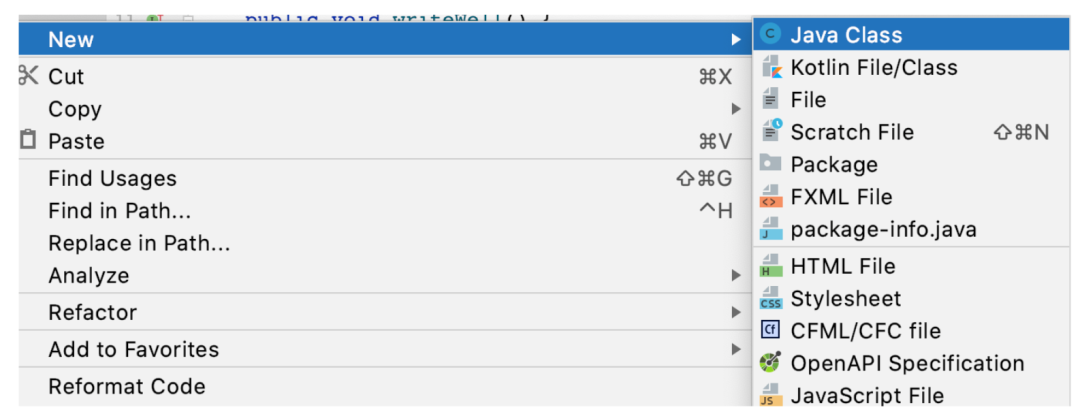 11 public void writeWell() {
New
Cut ⌘X
Copy
Paste ⌘V
Find Usages ⇧⌘G
Find in Path... ^H
Replace in Path...
Analyze
Refactor
Add to Favorites
Reformat Code
Java Class
Kotlin File/Class
File
Scratch File ⇧⌘N
Package
FXML File
package-info.java
HTML File
Stylesheet
CFML/CFC file
OpenAPI Specification
JavaScript File